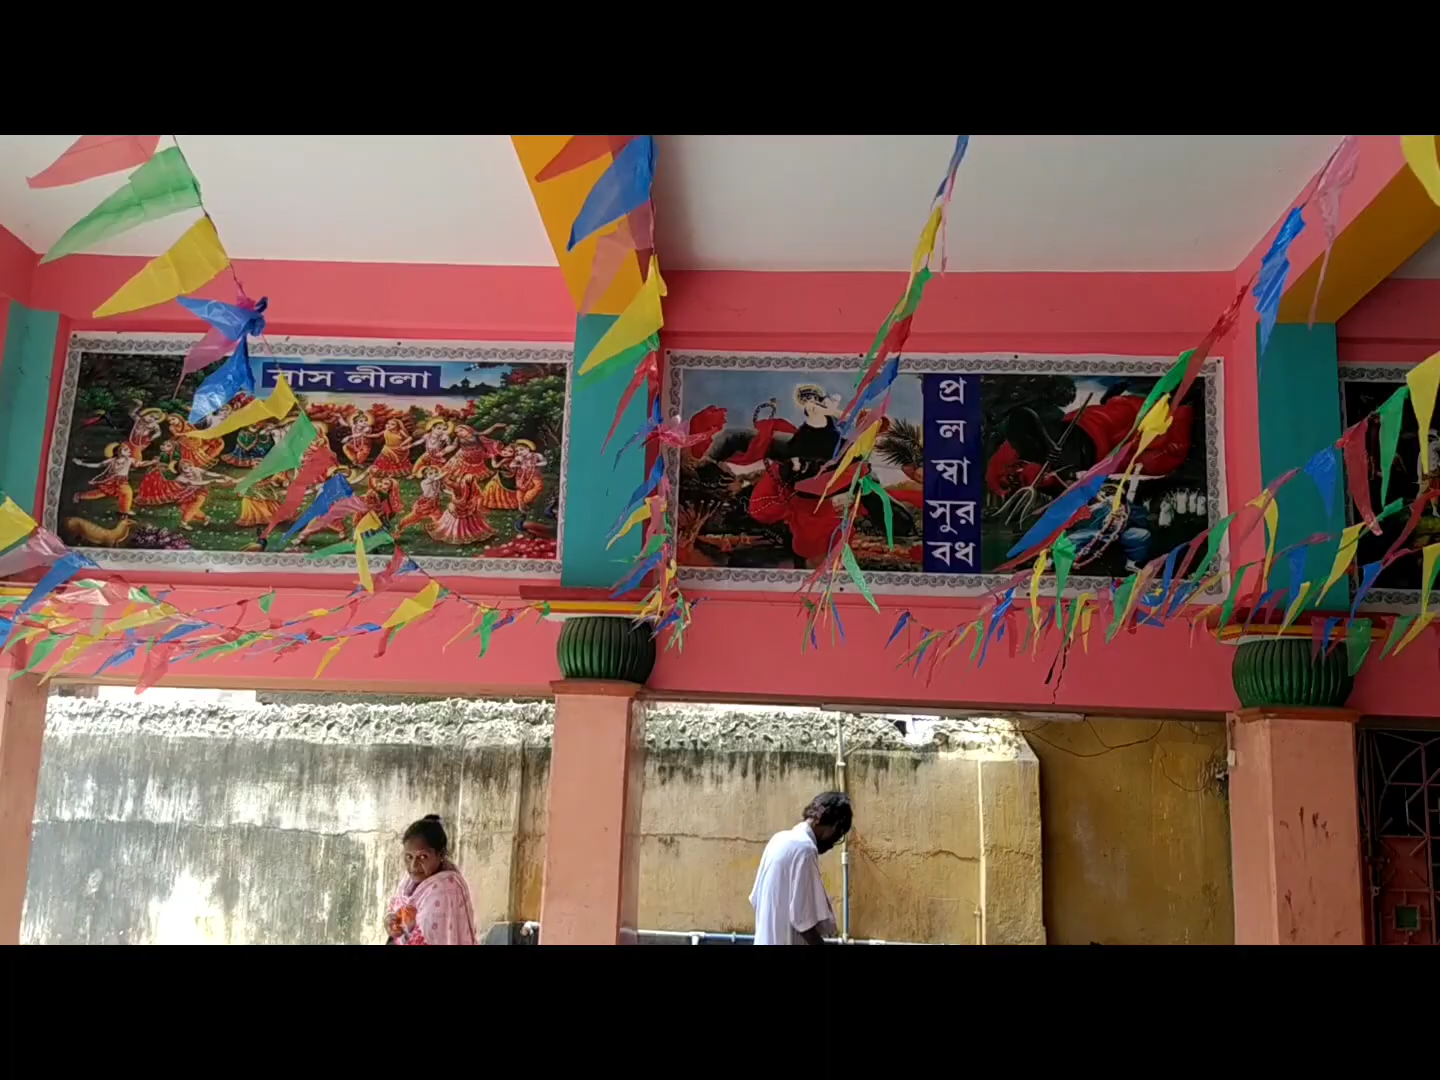 রাস লীলা
প্র
ল
ম্বা
সুর
বধ